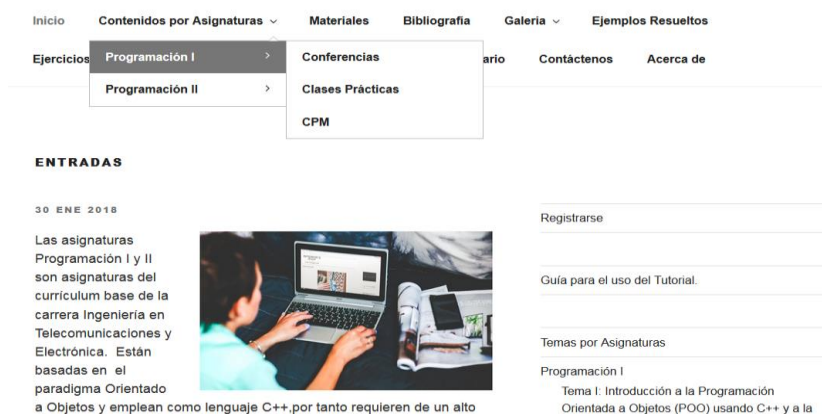 Inicio Contenidos por Asignaturas Materiales Bibliografía Galería Ejemplos Resueltos
Ejercicios Programación I Conferencias ario Contáctenos Acerca de
Programación II Clases Prácticas
CPM
ENTRADAS
30 ENE 2018
Las asignaturas
Programación I y II
son asignaturas del
currículum base de la
carrera Ingeniería en
Telecomunicaciones y
Electrónica. Están
basadas en el
paradigma Orientado
a Objetos y emplean como lenguaje C++,por tanto requieren de un alto
Registrarse
Guía para el uso del Tutorial.
Temas por Asignaturas
Programación I
Tema I: Introducción a la Programación
Orientada a Objetos (POO) usando C++ y a la